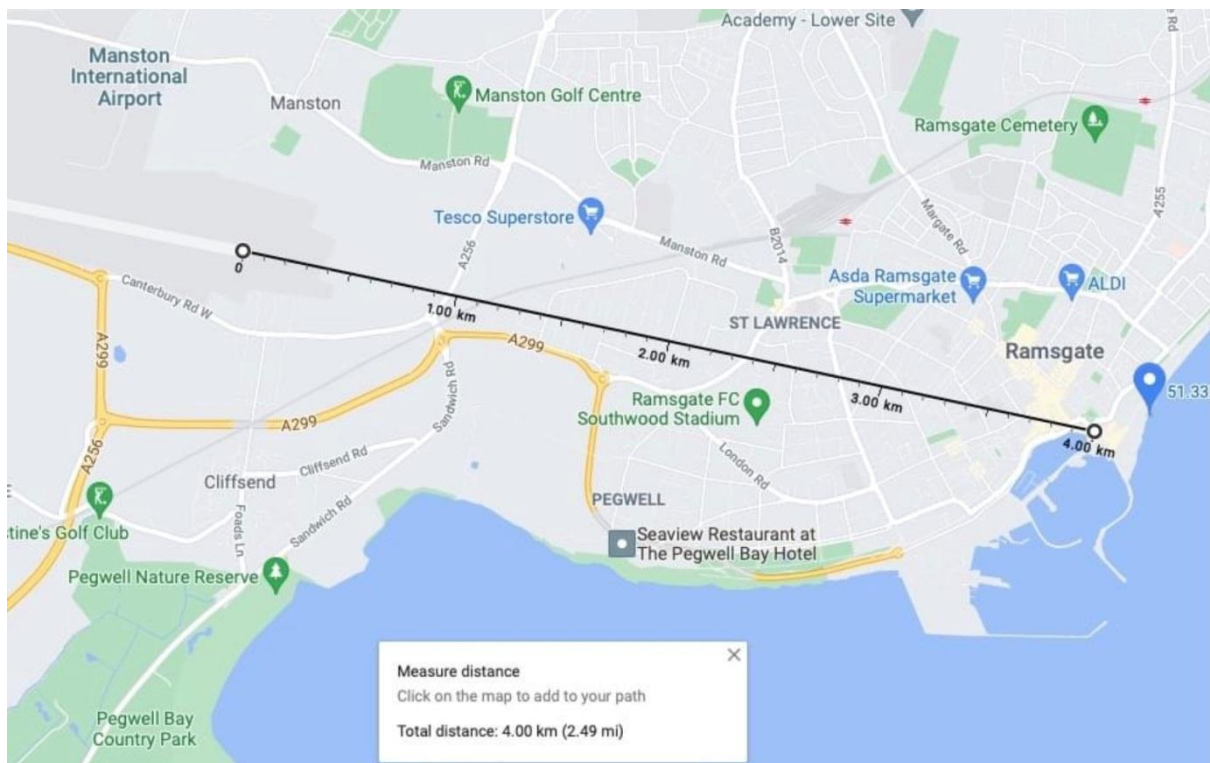 Academy - Lower Site
Rd
Manston
International
Airport
Manston
Manston Golf Centre
Ramsgate Cemetery
Manston Rd
A255
Tesco Superstore
Margate Rd
B2014
Manston Rd
A256
0
Canterbury Rd W
Asda Ramsgate
Supermarket
ALDI
1.00 km
ST LAWRENCE
A299
A299
2.00 km
Ramsgate
Sandwich Rd
3.00 km
51.33
Ramsgate FC
Southwood Stadium
A299
4.00 km
A256
Cliffsend Rd
London Rd
Cliffsend
PEGWELL
Sandwich Rd
Foads Ln
stine's Golf Club
Seaview Restaurant at
The Pegwell Bay Hotel
Pegwell Nature Reserve
Measure distance
Click on the map to add to your path
Total distance: 4.00 km (2.49 mi)
Pegwell Bay
Country Park